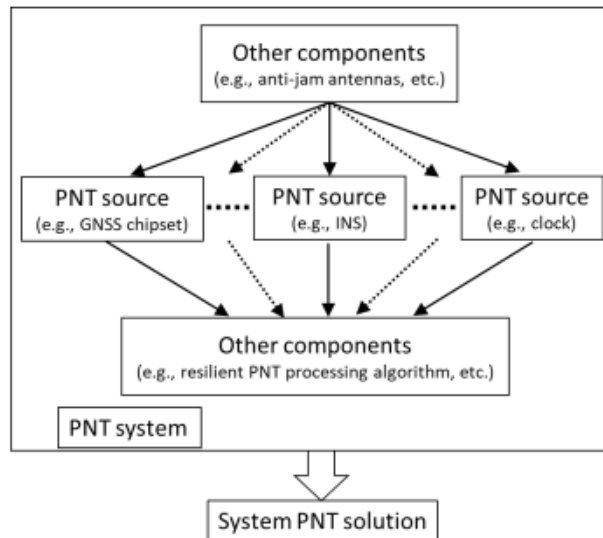 Other components
(e.g., anti-jam antennas, etc.)
PNT source
(e.g., GNSS chipset)
PNT source
(e.g., INS)
PNT source
(e.g., clock)
Other components
(e.g., resilient PNT processing algorithm, etc.)
PNT system
System PNT solution